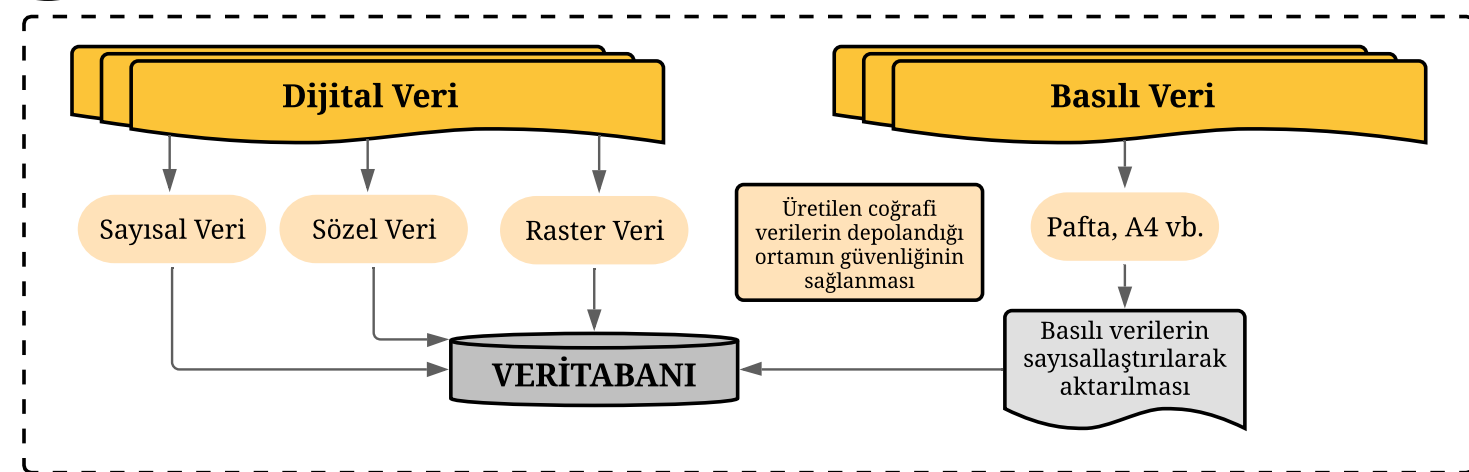 Dijital Veri
Basılı Veri
Sayısal Veri
Sözel Veri
Raster Veri
Üretilen coğrafi
verilerin depolandığı
ortamın güvenliğinin
sağlanması
Pafta, A4 vb.
Basılı verilerin
sayısallaştırılarak
aktarılması
VERİTABANI